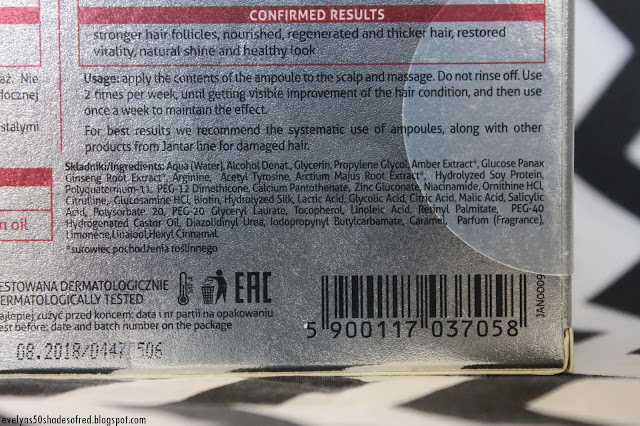 CONFIRMED RESULTS
stronger hair follicles, nourished, regenerated and thicker hair, restored
vitality, natural shine and healthy look
aż. Nie
docznej
stałymi
n oil
Usage: apply the contents of the ampoule to the scalp and massage. Do not rinse off. Use
2 times per week, until getting visible improvement of the hair condition, and then use
once a week to maintain the effect.
For best results we recommend the systematic use of ampoules, along with other
products from Jantar line for damaged hair.
Składniki/Ingredients: Aqua (Water), Alcohol Denat., Glycerin, Propylene Glycol, Amber Extract*, Glucose Panax
Ginseng Root Extract*, Arginine, Acetyl Tyrosine, Arctium Majus Root Extract*, Hydrolyzed Soy Protein,
Polyquaternium-11, PEG-12 Dimethicone, Calcium Pantothenate, Zinc Gluconate, Niacinamide, Ornithine HCl,
Citrulline, Glucosamine HCl, Biotin, Hydrolyzed Silk, Lactic Acid, Glycolic Acid, Citric Acid, Malic Acid, Salicylic
Acid, Polysorbate 20, PEG-20 Glyceryl Laurate, Tocopherol, Linoleic Acid, Retinyl Palmitate, PEG-40
Hydrogenated Castor Oil, Diazolidinyl Urea, Iodopropynyl Butylcarbamate, Caramel, Parfum (Fragrance),
Limonene, Linalool, Hexyl Cinnamal.
*surowiec pochodzenia roślinnego
ESTOWANA DERMATOLOGICZNIE
ERMATOLOGICALLY TESTED
EAC
ajlepiej zużyć przed końcem: data i nr partii na opakowaniu
est before: date and batch number on the package
08.2018/0447 506
5 900117 037058
JAN0009
evelyns50shadesofred.blogspot.com